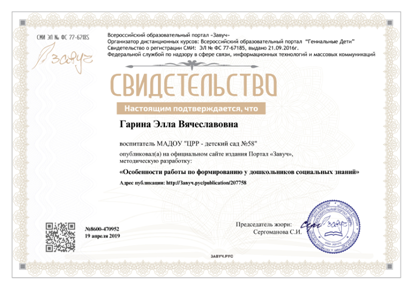 Всероссийский образовательный портал «Завуч»
Организатор дистанционных курсов: Всероссийский образовательный портал "Гениальные Дети"
Свидетельство о регистрации СМИ: ЭЛ № ФС 77-67185, выдано 21.09.2016г.
Федеральной службой по надзору в сфере связи, информационных технологий и массовых коммуникаций
СМИ ЭЛ № ФС 77-67185
Завуч
СВИДЕТЕЛЬСТВО
Настоящим подтверждается, что
Гарина Элла Вячеславовна
воспитатель МАДОУ "ЦРР - детский сад №58"
опубликовал(а) на официальном сайте издания Портал «Завуч»,
методическую разработку:
«Особенности работы по формированию у дошкольников социальных знаний»
Адрес публикации: http://Завуч.рус/publication/207758
№8600-470952
19 апреля 2019
Председатель жюри:
Сергоманова С.И.
ЗАВУЧ.РУС